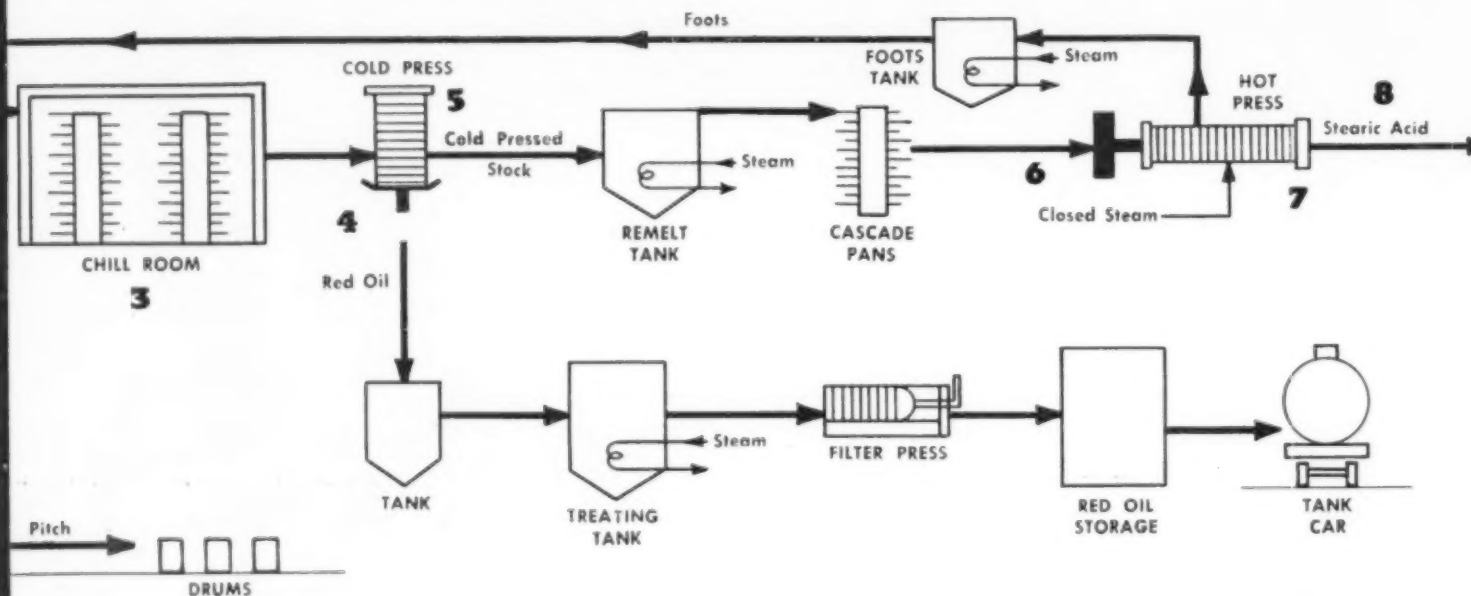 Foots
FOOTS
TANK
Steam
COLD PRESS
5
HOT
PRESS
8
Stearic Acid
Cold Pressed
Stock
Steam
6
7
Closed Steam
4
CHILL ROOM
3
REMELT
TANK
CASCADE
PANS
Red Oil
Steam
FILTER PRESS
TANK
TREATING
TANK
RED OIL
STORAGE
TANK
CAR
Pitch
DRUMS